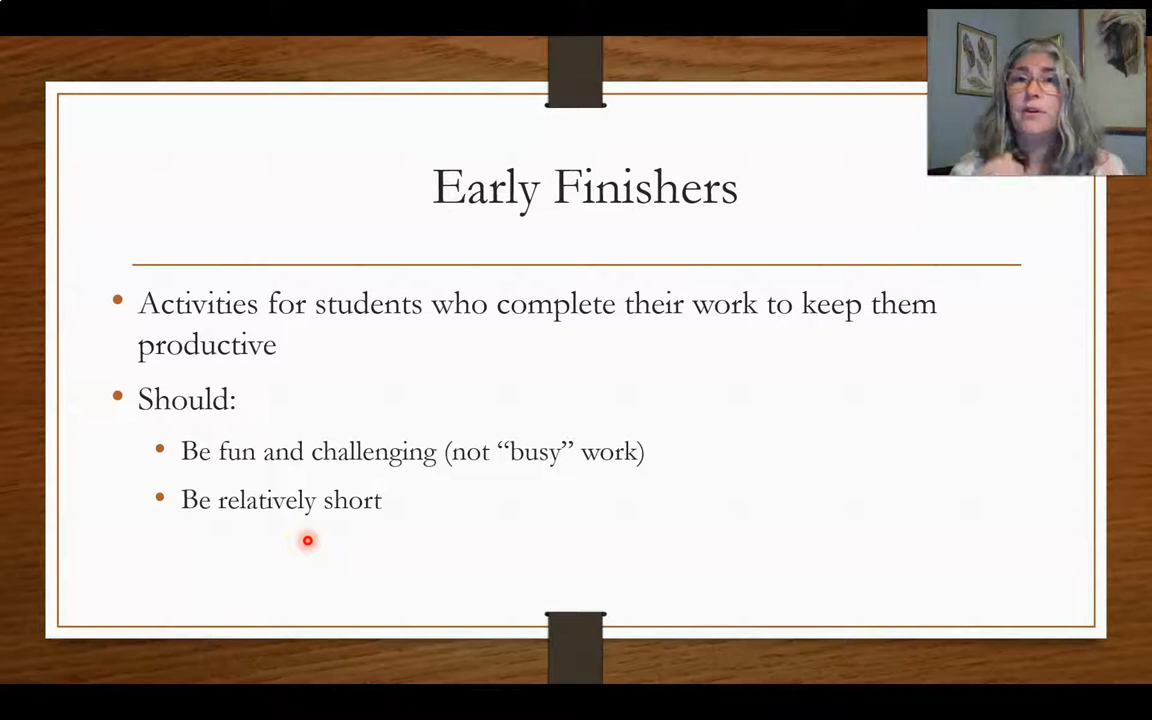 Early Finishers
• Activities for students who complete their work to keep them
productive
• Should:
• Be fun and challenging (not “busy” work)
• Be relatively short